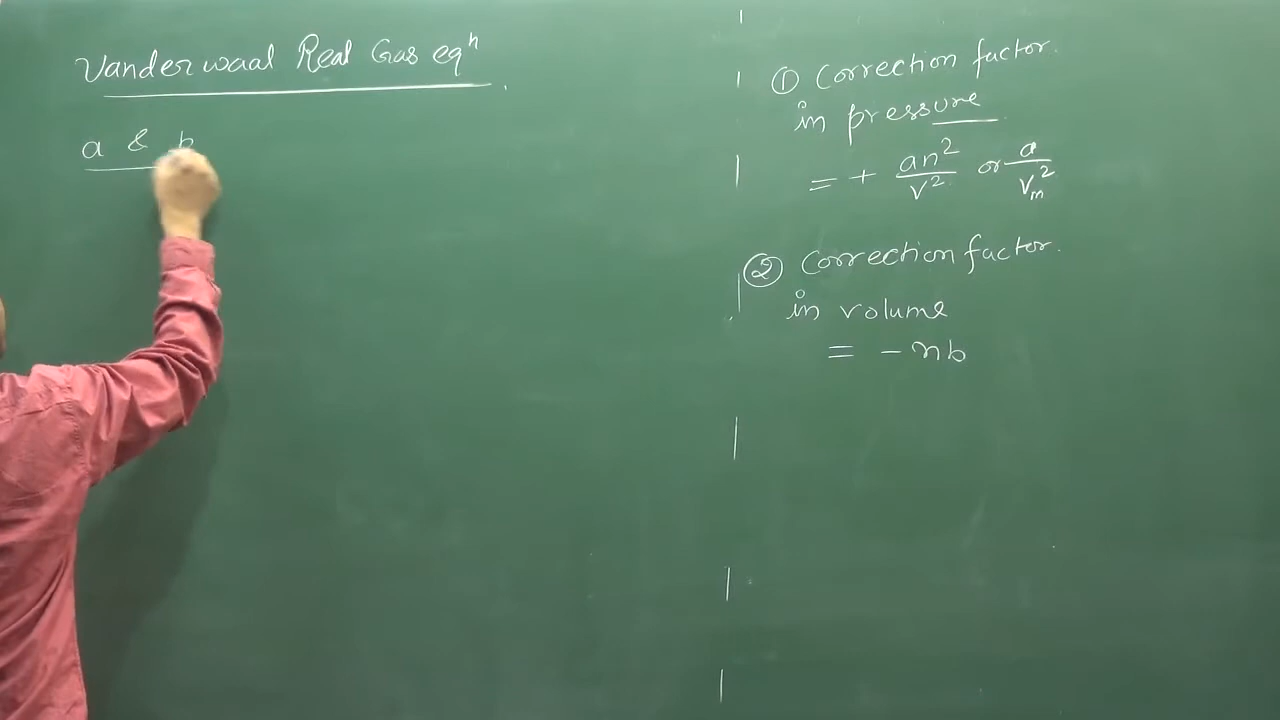 Vanderwaal Real Gas eqⁿ
a & b
① Correction factor.
in pressure
= + an²/V² or a/Vₘ²
② Correction factor.
in volume
= - nb